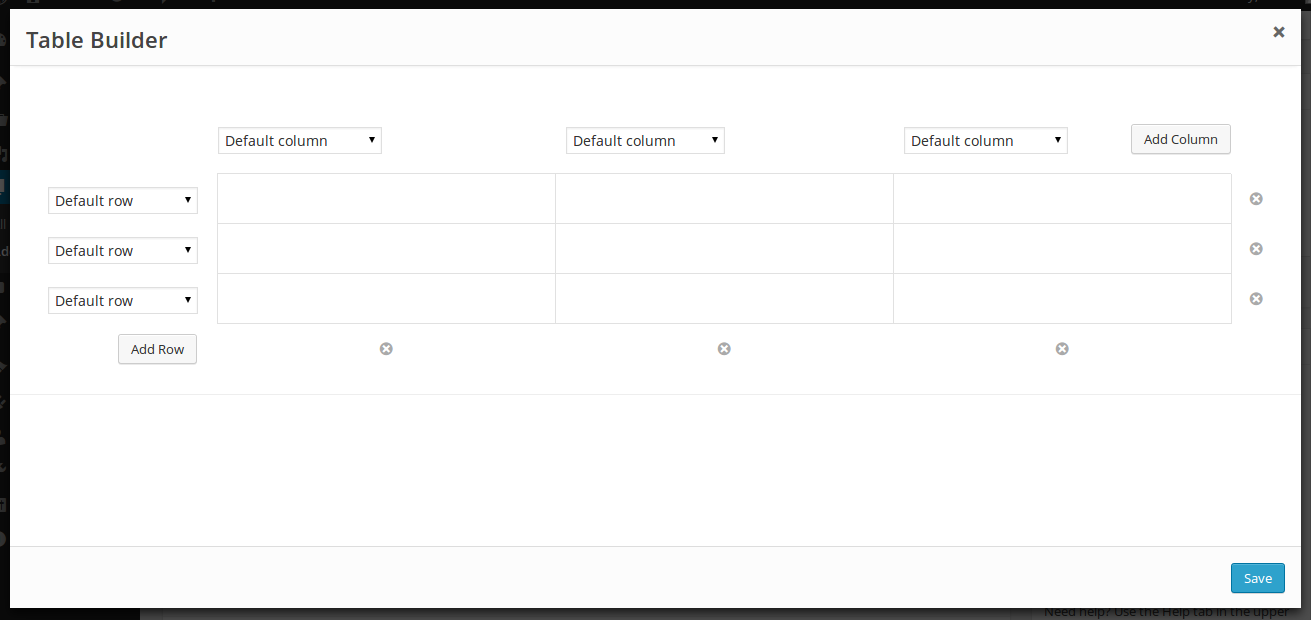 Table Builder
Default column Default column Default column Add Column
Default row
Default row
Default row
Add Row
Save
Need help? Use the Help tab in the upper